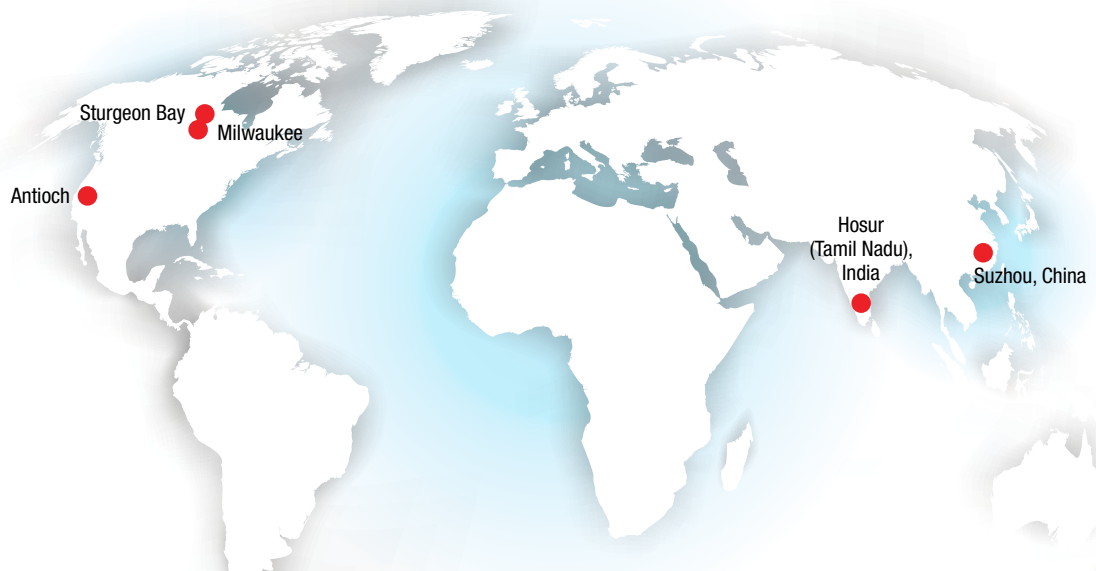 Sturgeon Bay
Milwaukee
Antioch
Hosur
(Tamil Nadu),
India
Suzhou, China